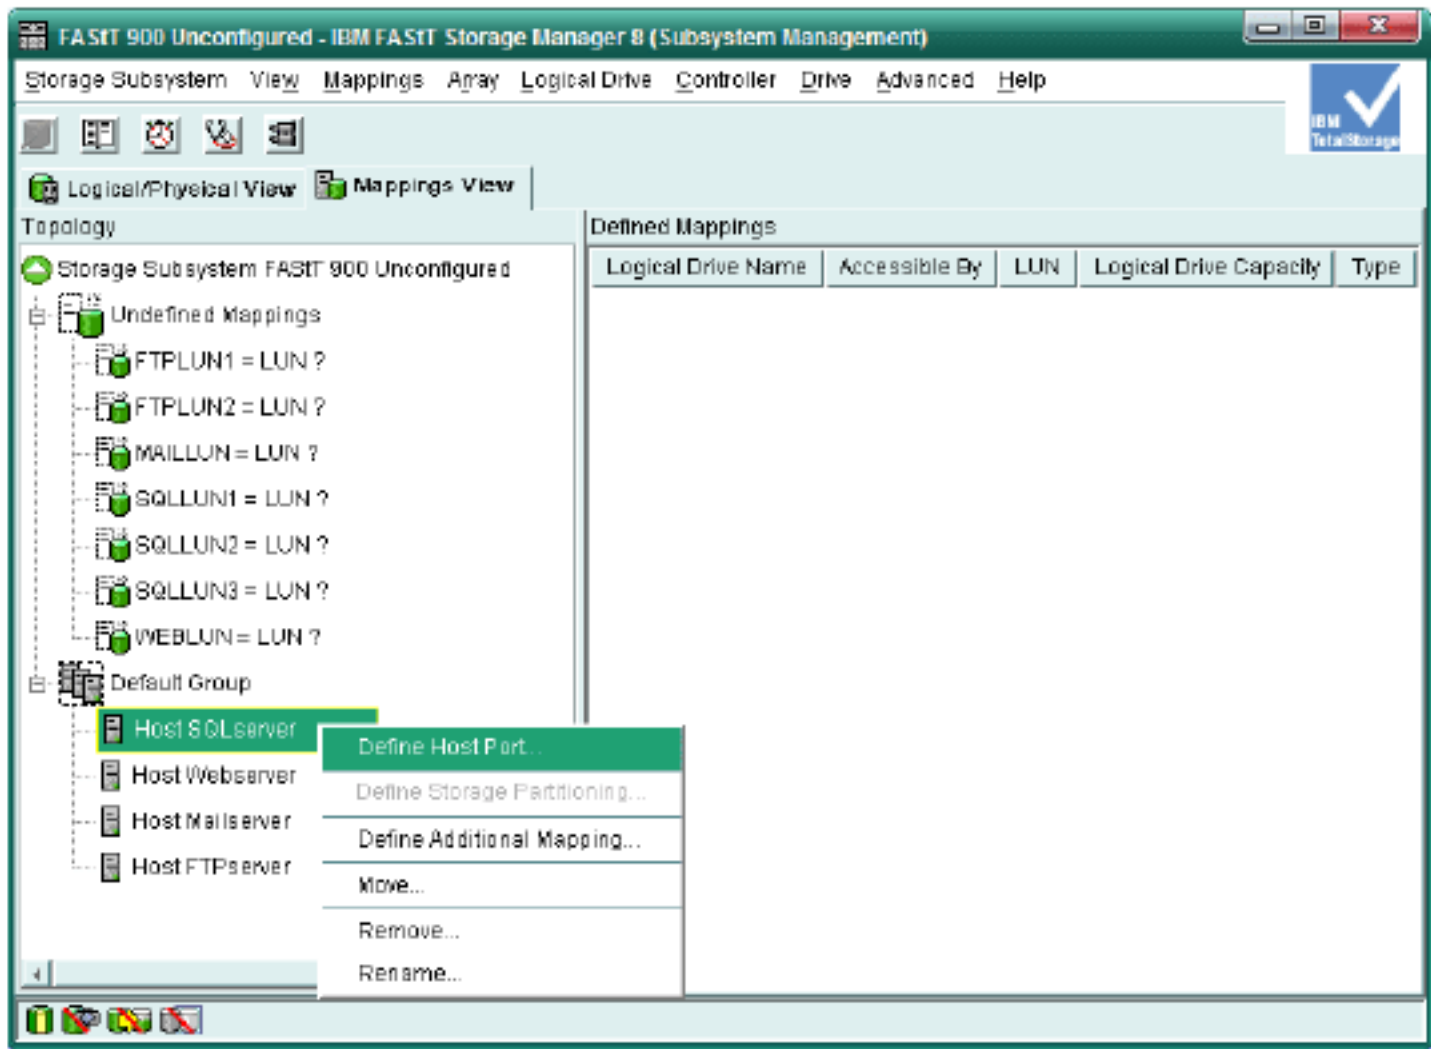 FAStT 900 Unconfigured - IBM FAStT Storage Manager 8 (Subsystem Management)
Storage Subsystem View Mappings Array Logical Drive Controller Drive Advanced Help
IBM
TotalStorage
Logical/Physical View Mappings View
Topology
Storage Subsystem FAStT 900 Unconfigured
Undefined Mappings
FTPLUN1 = LUN ?
FTPLUN2 = LUN ?
MAILLUN = LUN ?
SQLLUN1 = LUN ?
SQLLUN2 = LUN ?
SQLLUN3 = LUN ?
WEBLUN = LUN ?
Default Group
Host SQLserver
Host Webserver
Host Mailserver
Host FTPserver
Define Host Port...
Define Storage Partitioning...
Define Additional Mapping...
Move...
Remove...
Rename...
Defined Mappings
Logical Drive Name Accessible By LUN Logical Drive Capacity Type